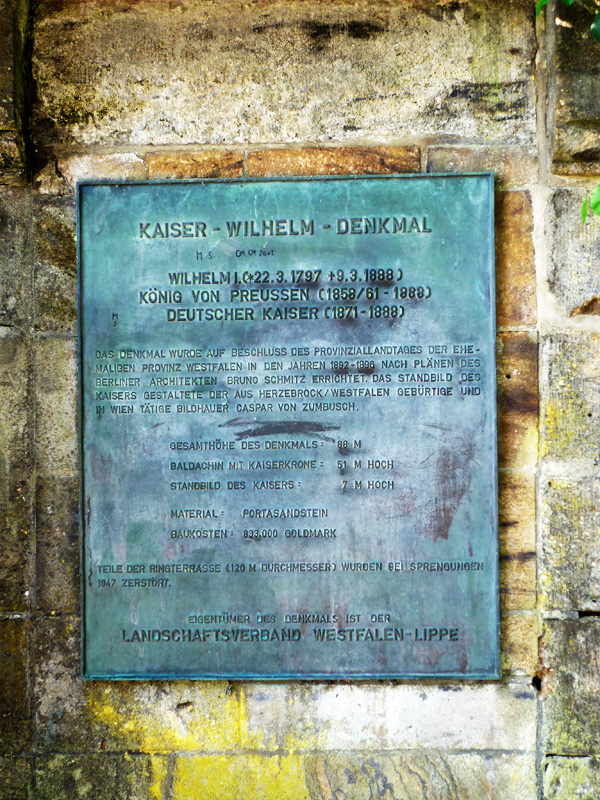 KAISER - WILHELM - DENKMAL
M S 09.09.2001
WILHELM I. (*22.3.1797 +9.3.1888)
KÖNIG VON PREUSSEN (1858/61 - 1888)
M
S
DEUTSCHER KAISER (1871 - 1888)
DAS DENKMAL WURDE AUF BESCHLUSS DES PROVINZIALLANDTAGES DER EHE-
MALIGEN PROVINZ WESTFALEN IN DEN JAHREN 1892 - 1896 NACH PLÄNEN DES
BERLINER ARCHITEKTEN BRUNO SCHMITZ ERRICHTET. DAS STANDBILD DES
KAISERS GESTALTETE DER AUS HERZEBROCK/WESTFALEN GEBÜRTIGE UND
IN WIEN TÄTIGE BILDHAUER CASPAR VON ZUMBUSCH.
GESAMTHÖHE DES DENKMALS: 88 M
BALDACHIN MIT KAISERKRONE: 51 M HOCH
STANDBILD DES KAISERS: 7 M HOCH
MATERIAL: PORTASANDSTEIN
BAUKOSTEN: 833.000 GOLDMARK
TEILE DER RINGTERRASSE (120 M DURCHMESSER) WURDEN BEI SPRENGUNGEN
1947 ZERSTÖRT.
EIGENTÜMER DES DENKMALS IST DER
LANDSCHAFTSVERBAND WESTFALEN-LIPPE